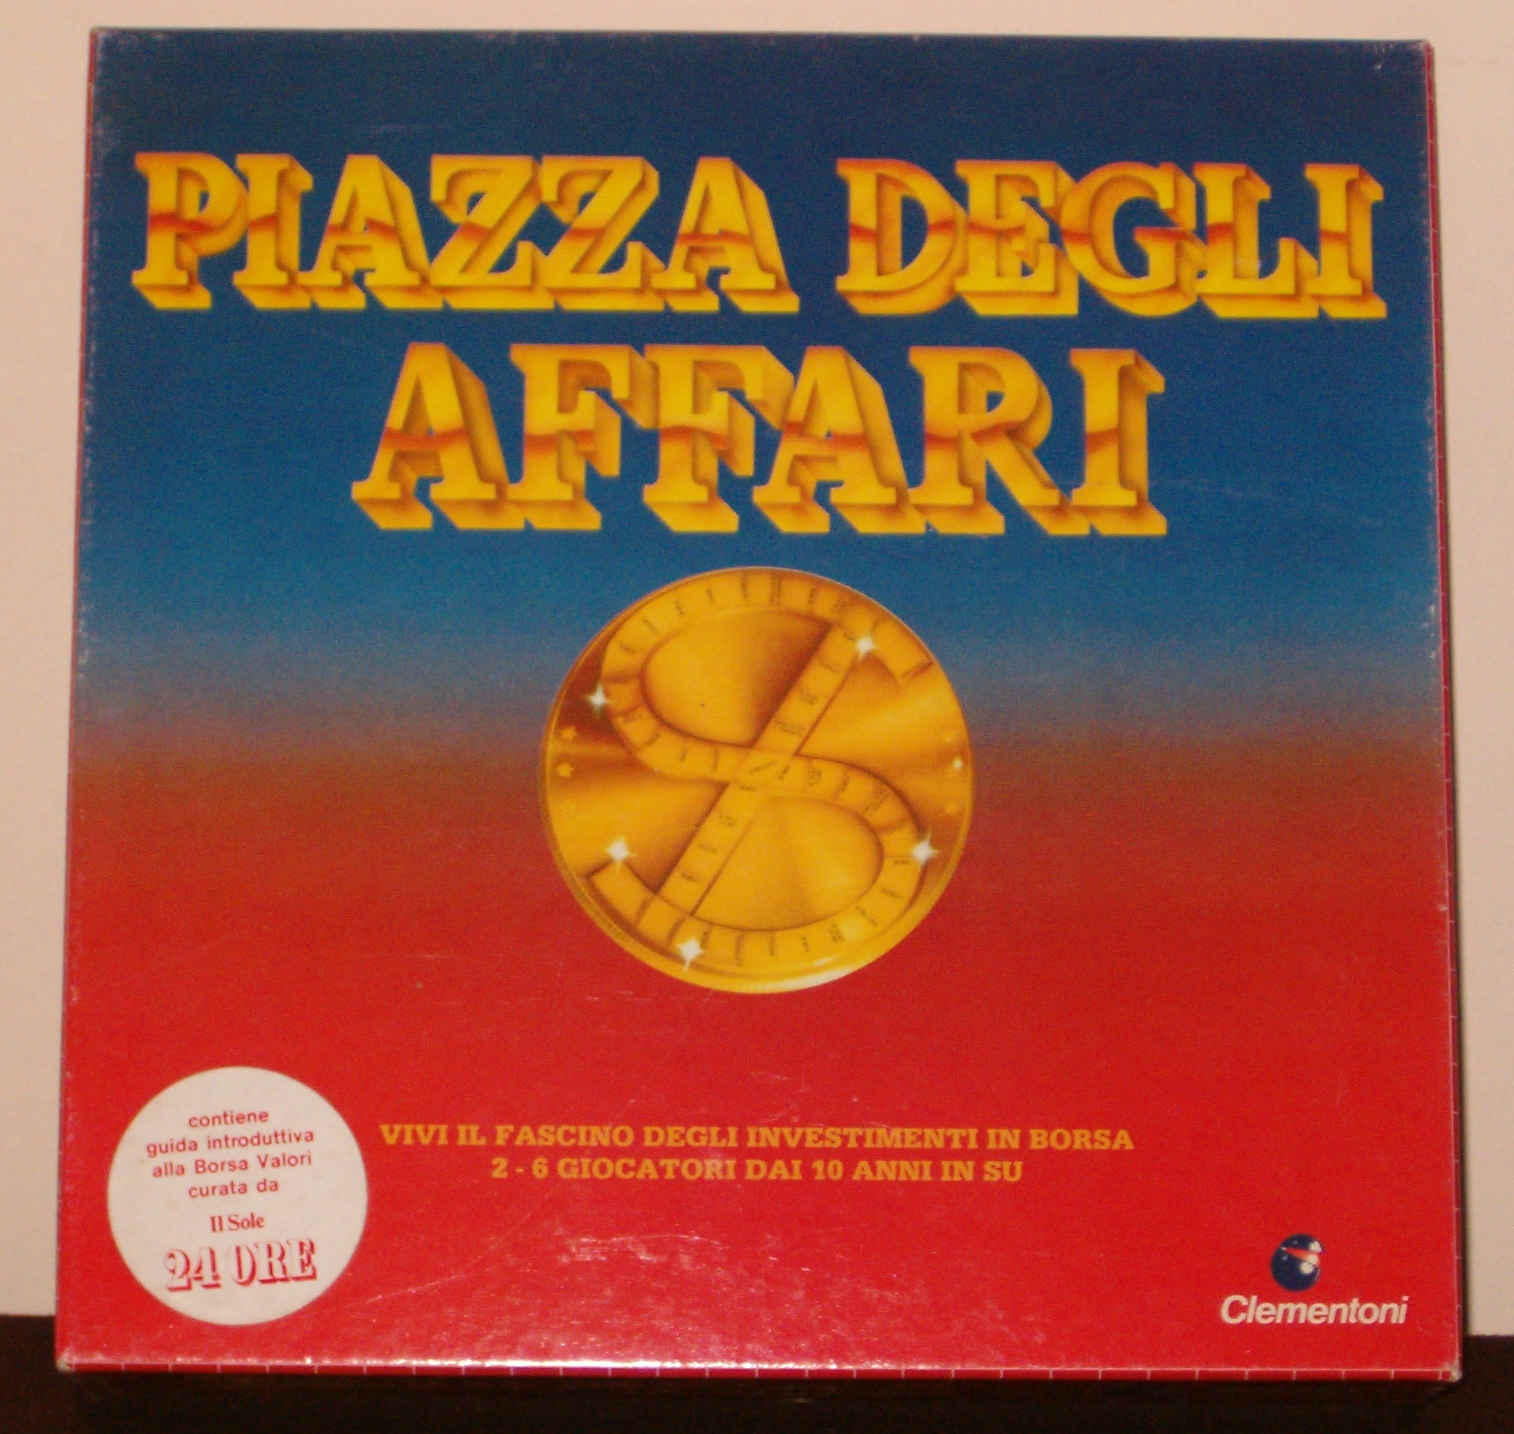 PIAZZA DEGLI
AFFARI
contiene
guida introduttiva
alla Borsa Valori
curata da
Il Sole
24 ORE
VIVI IL FASCINO DEGLI INVESTIMENTI IN BORSA
2 - 6 GIOCATORI DAI 10 ANNI IN SU
Clementoni